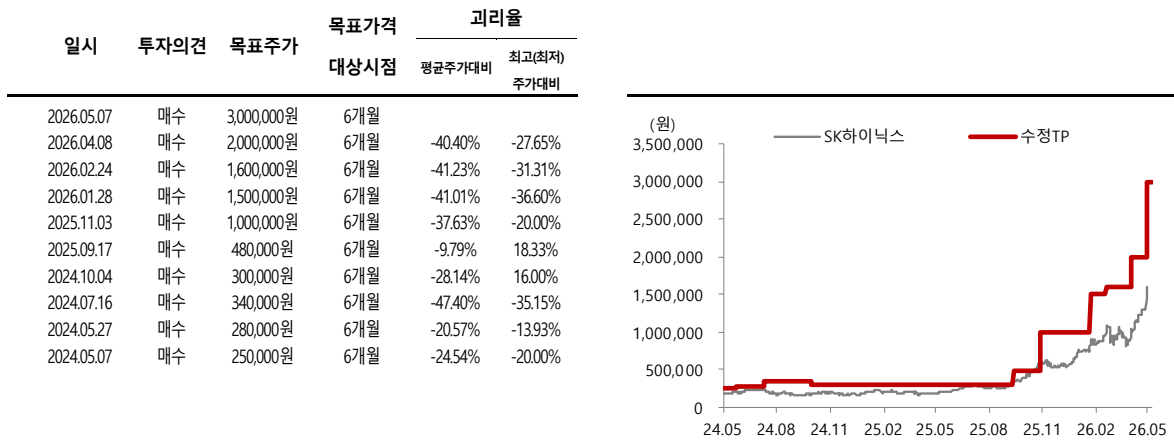 일시 투자의견 목표주가 목표가격 대상시점 괴리율
평균주가대비 최고(최저) 주가대비
2026.05.07 매수 3,000,000원 6개월
2026.04.08 매수 2,000,000원 6개월 -40.40% -27.65%
2026.02.24 매수 1,600,000원 6개월 -41.23% -31.31%
2026.01.28 매수 1,500,000원 6개월 -41.01% -36.60%
2025.11.03 매수 1,000,000원 6개월 -37.63% -20.00%
2025.09.17 매수 480,000원 6개월 -9.79% 18.33%
2024.10.04 매수 300,000원 6개월 -28.14% 16.00%
2024.07.16 매수 340,000원 6개월 -47.40% -35.15%
2024.05.27 매수 280,000원 6개월 -20.57% -13.93%
2024.05.07 매수 250,000원 6개월 -24.54% -20.00%
(원)
SK하이닉스 수정TP
3,500,000
3,000,000
2,500,000
2,000,000
1,500,000
1,000,000
500,000
0
24.05 24.08 24.11 25.02 25.05 25.08 25.11 26.02 26.05